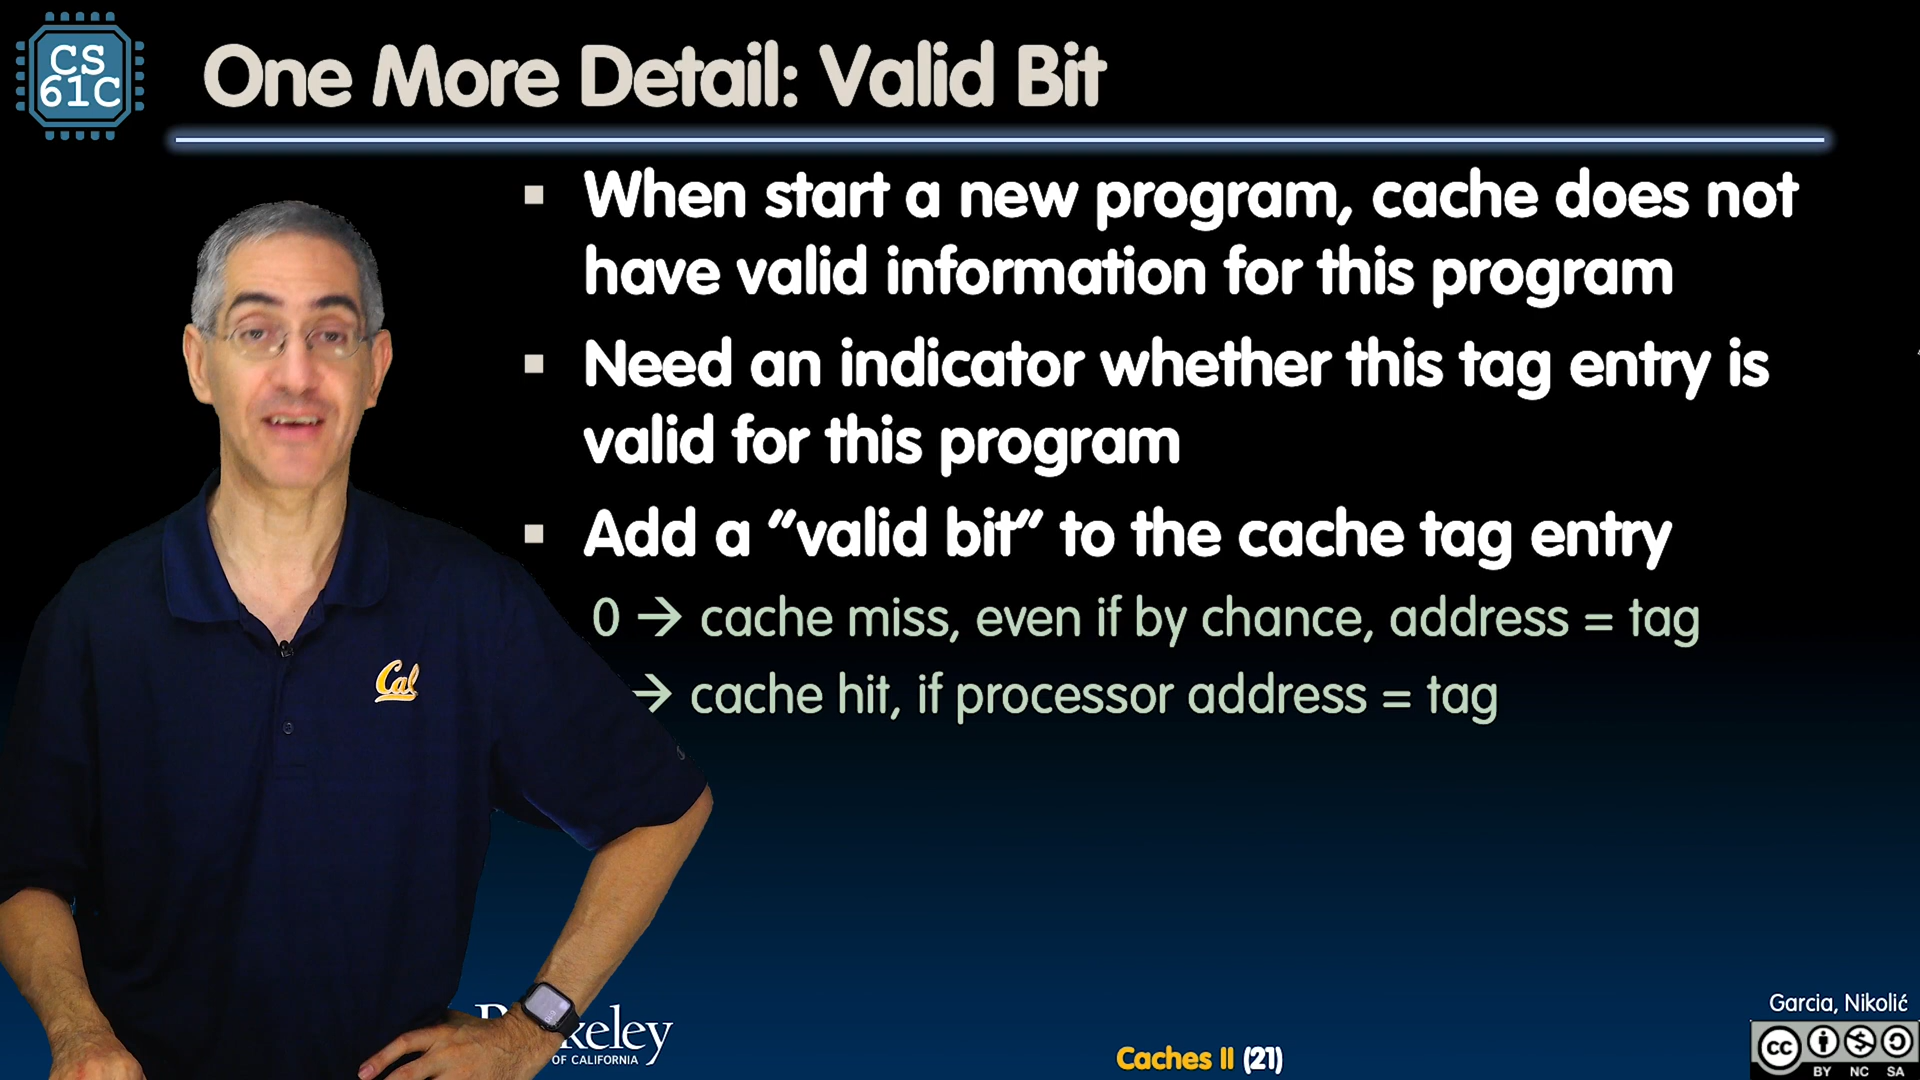 CS
61C
One More Detail: Valid Bit
When start a new program, cache does not
have valid information for this program
Need an indicator whether this tag entry is
valid for this program
Add a “valid bit” to the cache tag entry
0 → cache miss, even if by chance, address = tag
→ cache hit, if processor address = tag
Cal
OF CALIFORNIA
Caches II (21)
Garcia, Nikolić
cc
BY NC SA